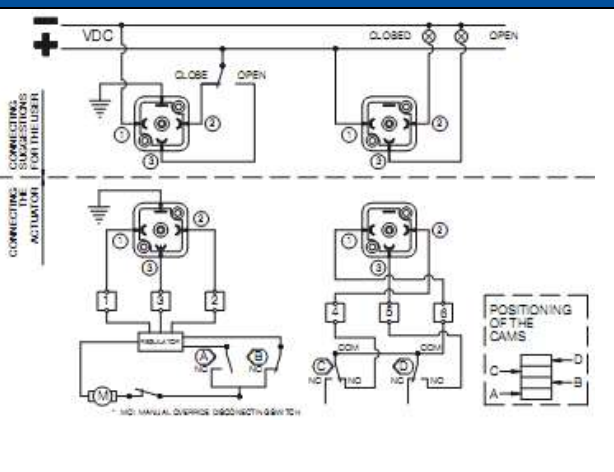 VDC
CLOSED
OPEN
CLOSE
OPEN
CONNECTING
SUGGESTIONS
FOR THE USER
1
2
3
1
2
3
CONNECTING
THE
ACTUATOR
1
2
3
1
2
3
1
3
2
4
5
6
REGULATOR
A
B
NO
NC
COM
COM
C
D
NO
NC
NO
NC
M
* MO: MANUAL OVERRIDE DISCONECTING SWITCH
POSITIONING
OF THE
CAMS
D
C
B
A